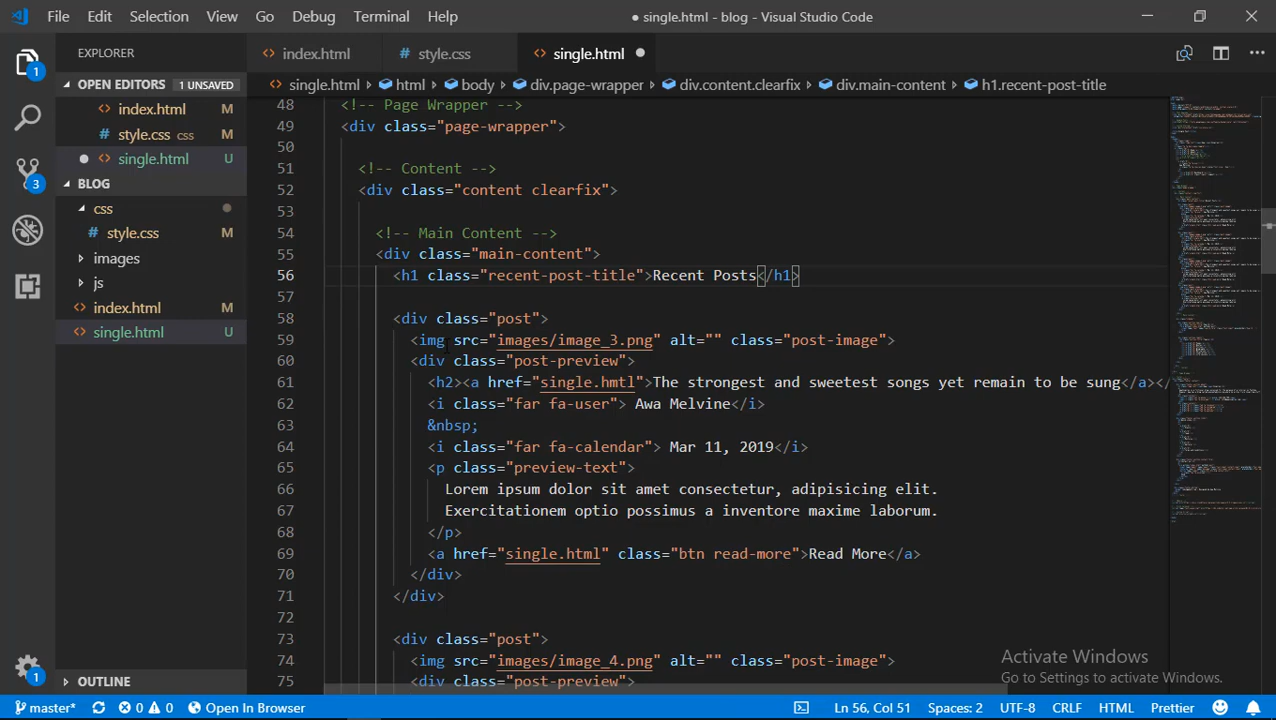 File Edit Selection View Go Debug Terminal Help
● single.html - blog - Visual Studio Code
EXPLORER
index.html
style.css
single.html
OPEN EDITORS 1 UNSAVED
single.html html body div.page-wrapper div.content.clearfix div.main-content h1.recent-post-title
1
index.html M
style.css css M
single.html U
3
BLOG
css
style.css M
images
js
index.html M
single.html U
48 <!-- Page Wrapper -->
49 <div class="page-wrapper">
50
51 <!-- Content -->
52 <div class="content clearfix">
53
54 <!-- Main Content -->
55 <div class="main-content">
56 <h1 class="recent-post-title">Recent Posts</h1>
57
58 <div class="post">
59 <img src="images/image_3.png" alt="" class="post-image">
60 <div class="post-preview">
61 <h2><a href="single.hmtl">The strongest and sweetest songs yet remain to be sung</a></
62 <i class="far fa-user"> Awa Melvine</i>
63 &nbsp;
64 <i class="far fa-calendar"> Mar 11, 2019</i>
65 <p class="preview-text">
66 Lorem ipsum dolor sit amet consectetur, adipisicing elit.
67 Exercitationem optio possimus a inventore maxime laborum.
68 </p>
69 <a href="single.html" class="btn read-more">Read More</a>
70 </div>
71 </div>
72
73 <div class="post">
74 <img src="images/image_4.png" alt="" class="post-image">
75 <div class="post-preview">
Activate Windows
Go to Settings to activate Windows.
1
OUTLINE
master* 0 0 Open In Browser Ln 56, Col 51 Spaces: 2 UTF-8 CRLF HTML Prettier